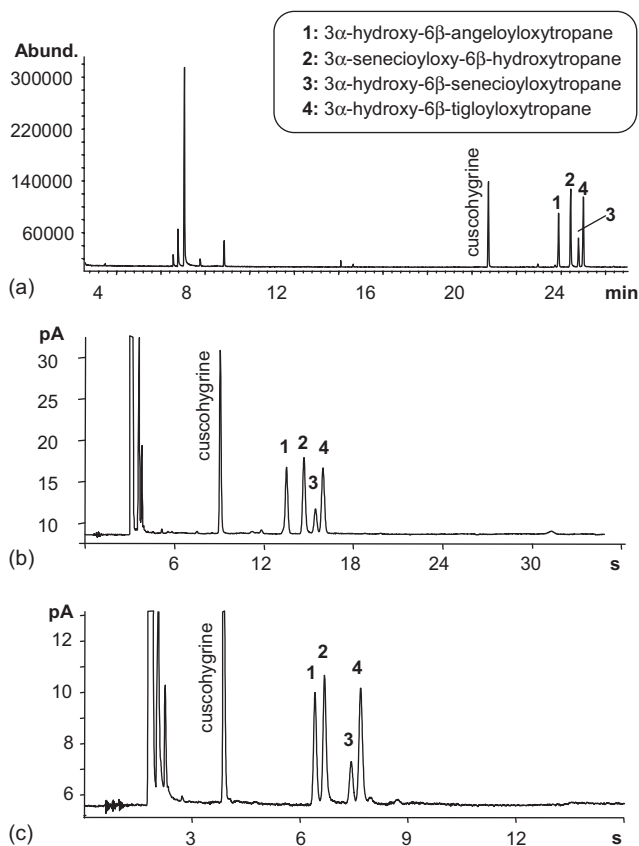 Abund.
300000
220000
140000
60000
1: 3α-hydroxy-6β-angeloyloxytropane
2: 3α-senecioyloxy-6β-hydroxytropane
3: 3α-hydroxy-6β-senecioyloxytropane
4: 3α-hydroxy-6β-tigloyloxytropane
cuscohygrine
1
2
4
3
4 8 12 16 20 24 min
(a)
pA
30
25
20
15
10
cuscohygrine
1
2
3
4
6 12 18 24 30 s
(b)
pA
12
10
8
6
cuscohygrine
1
2
3
4
3 6 9 12 s
(c)